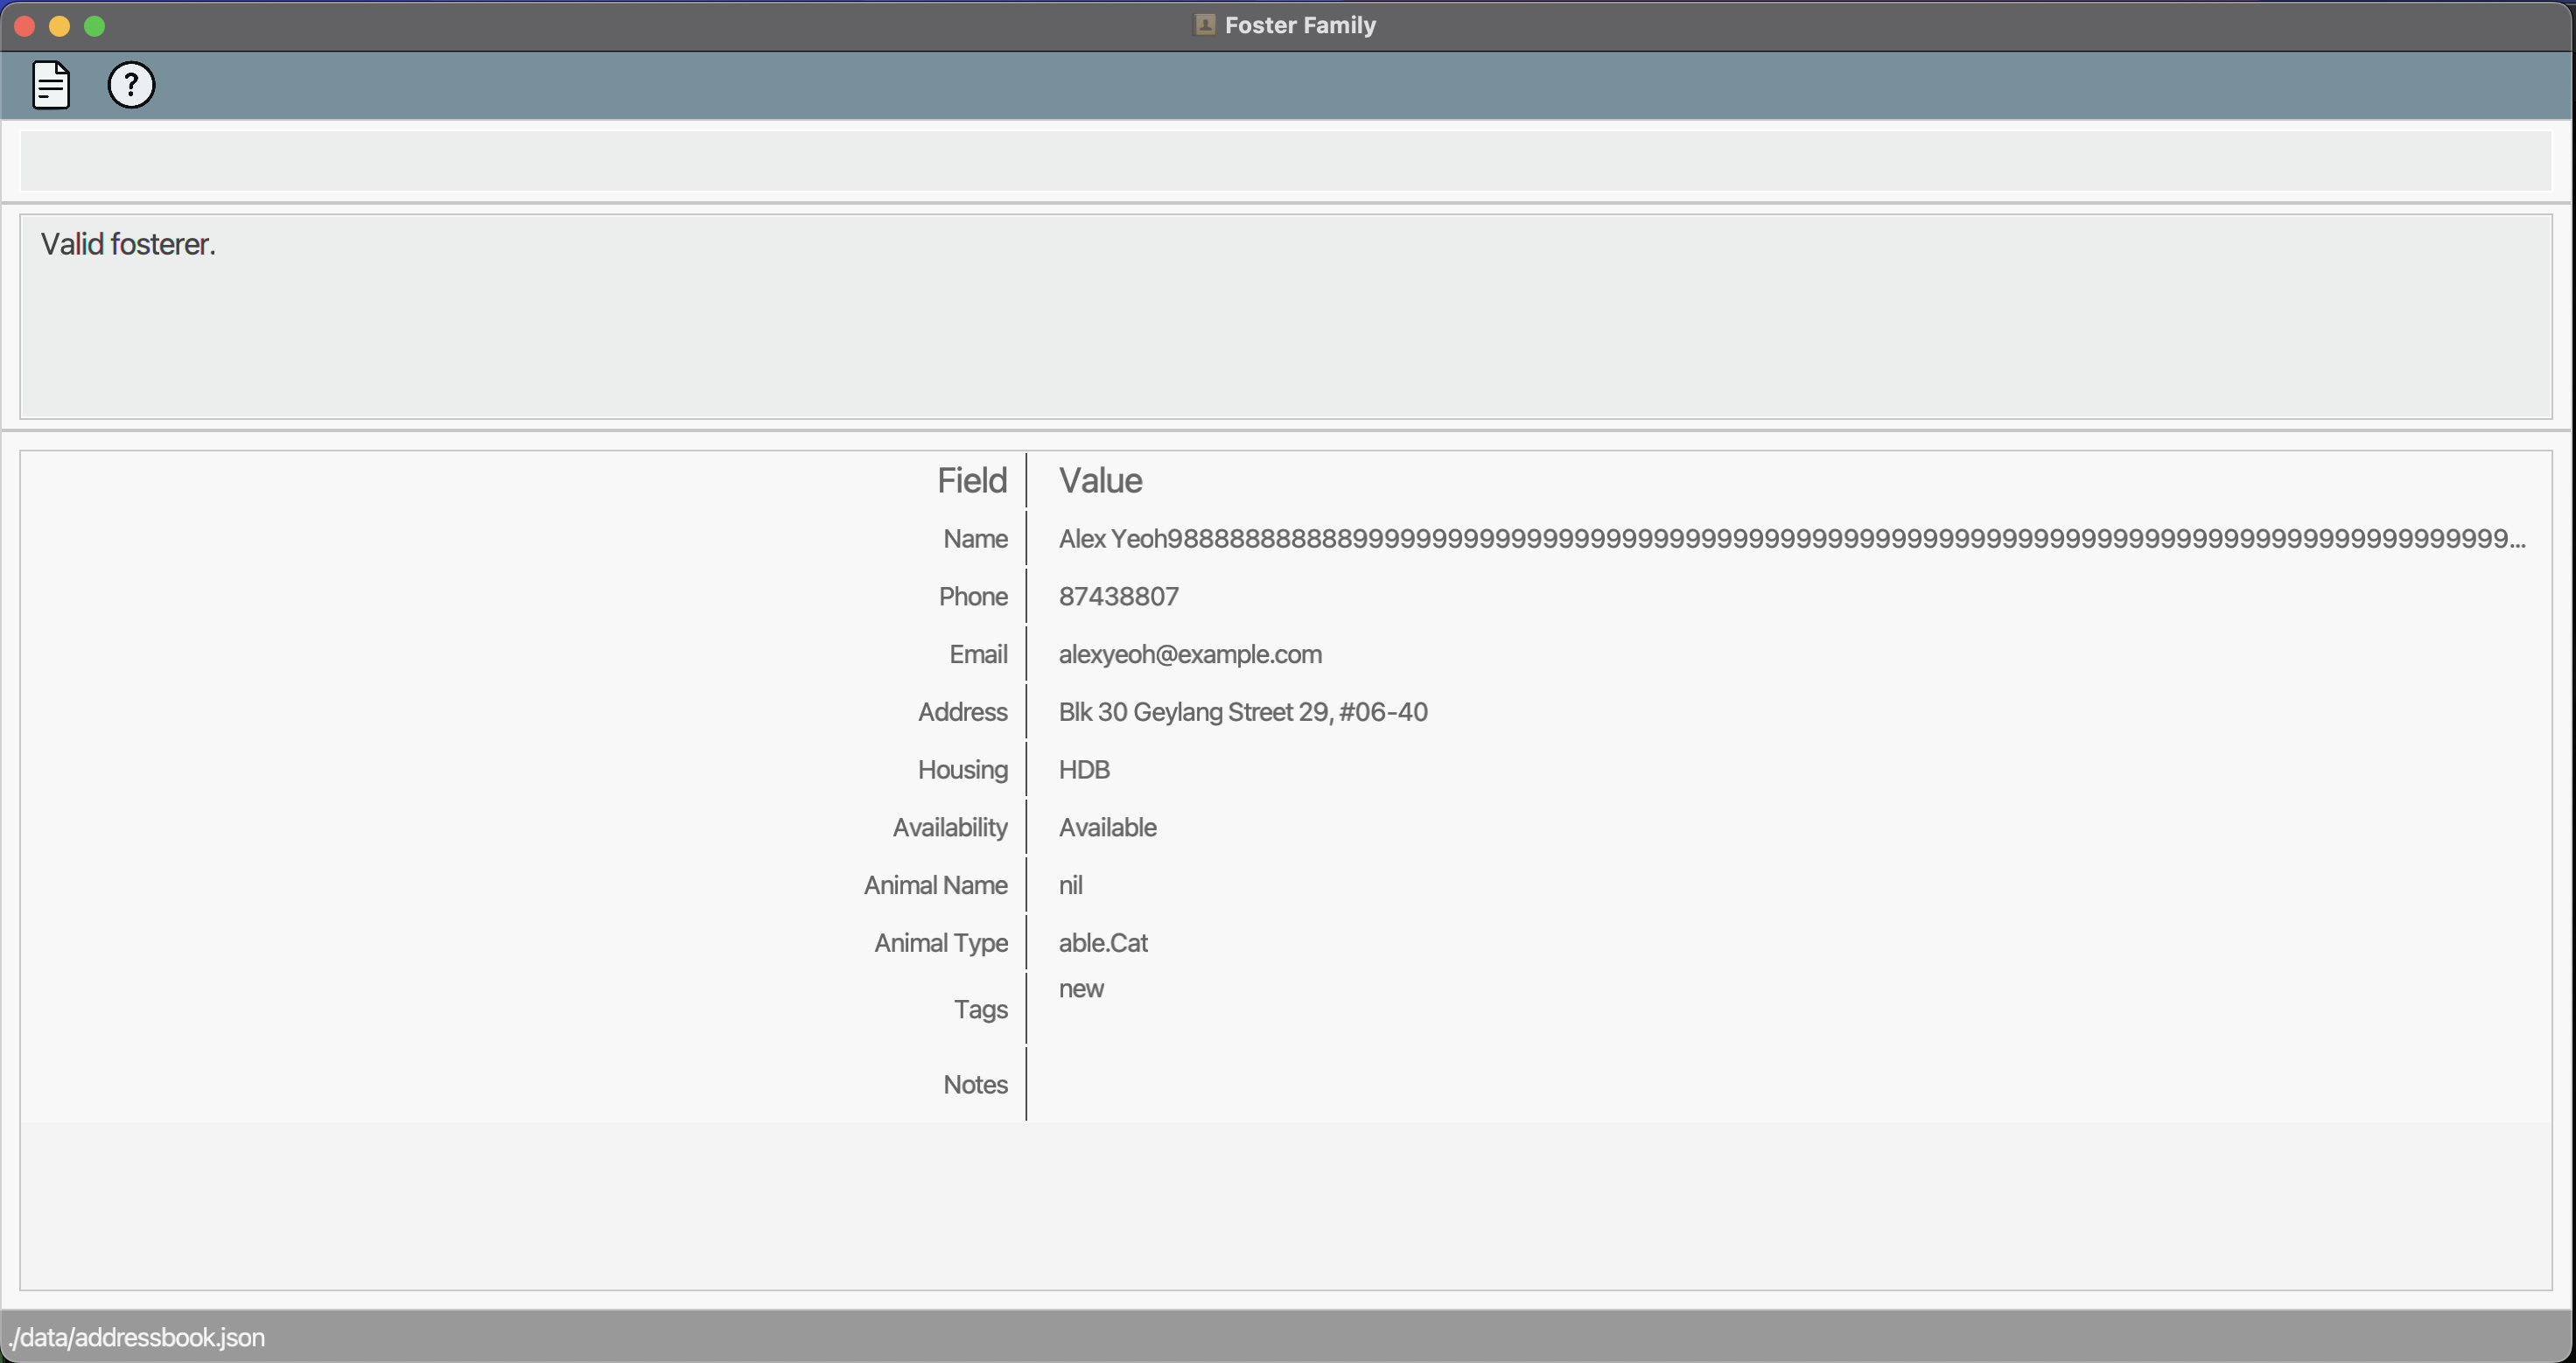 Foster Family
?
Valid fosterer.
Field Value
Name Alex Yeoh98888888888899999999999999999999999999999999999999999999999999999999999999999999999999...
Phone 87438807
Email alexyeoh@example.com
Address Blk 30 Geylang Street 29, #06-40
Housing HDB
Availability Available
Animal Name nil
Animal Type able.Cat
Tags new
Notes
./data/addressbook.json